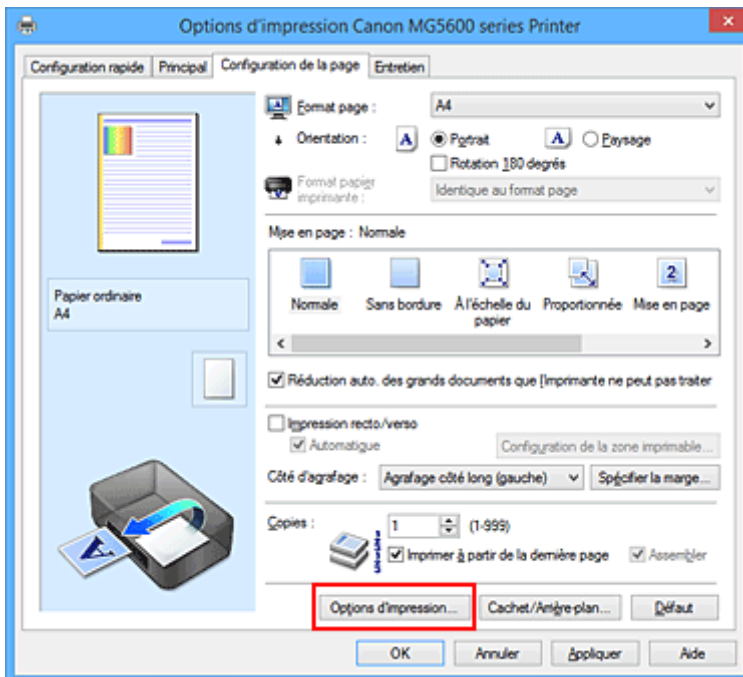 Options d'impression Canon MG5600 series Printer
Configuration rapide Principal Configuration de la page Entretien
Format page : A4
Orientation : A Portrait A Paysage
Rotation 180 degrés
Format papier imprimante : Identique au format page
Mise en page : Normale
Normale Sans bordure À l'échelle du papier Proportionnée 2 Mise en page
Papier ordinaire
A4
Réduction auto. des grands documents que l'imprimante ne peut pas traiter
Impression recto/verso
Automatique Configuration de la zone imprimable...
Côté d'agrafage : Agrafage côté long (gauche) Spécifier la marge...
Copies : 1 (1-999)
Imprimer à partir de la dernière page Assembler
Options d'impression... Cachet/Arrière-plan... Défaut
OK Annuler Appliquer Aide